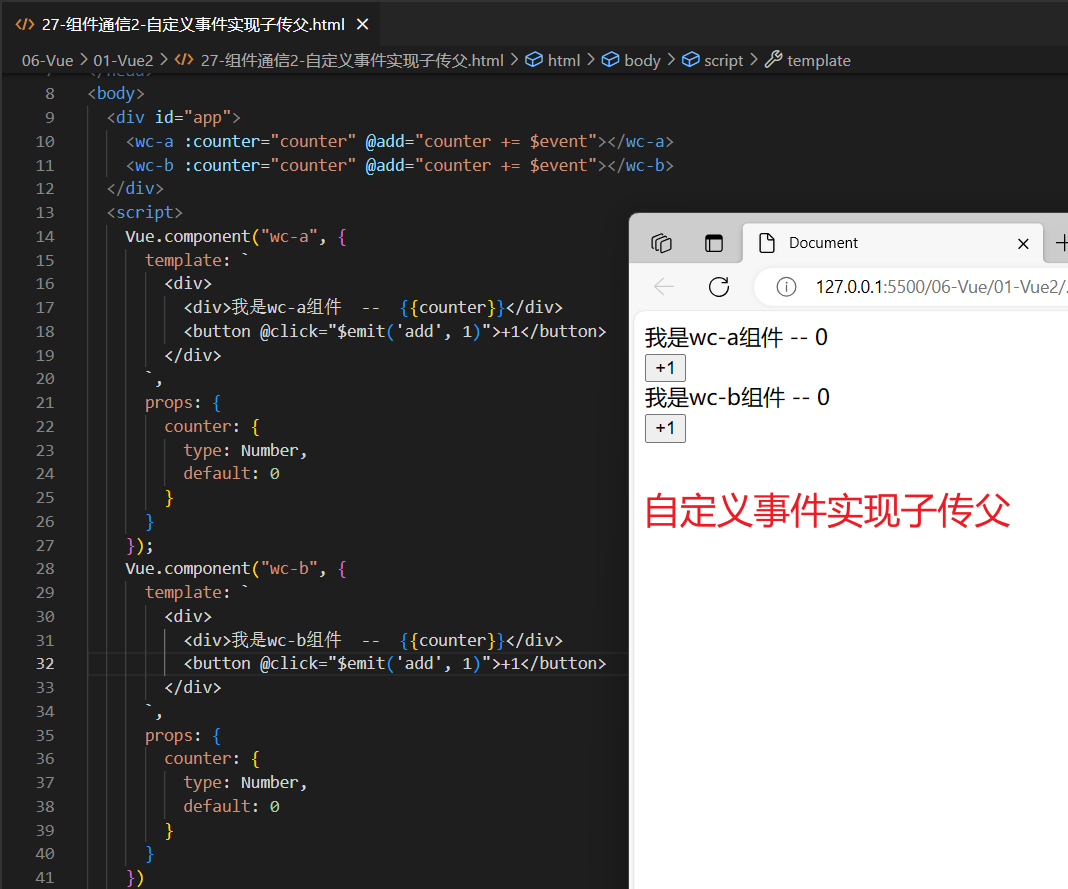 27-组件通信2-自定义事件实现子传父.html
06-Vue > 01-Vue2 > 27-组件通信2-自定义事件实现子传父.html > html > body > script > template
8 <body>
9 <div id="app">
10 <wc-a :counter="counter" @add="counter += $event"></wc-a>
11 <wc-b :counter="counter" @add="counter += $event"></wc-b>
12 </div>
13 <script>
14 Vue.component("wc-a", {
15 template: `
16 <div>
17 <div>我是wc-a组件  --  {{counter}}</div>
18 <button @click="$emit('add', 1)">+1</button>
19 </div>
20 `,
21 props: {
22 counter: {
23 type: Number,
24 default: 0
25 }
26 }
27 });
28 Vue.component("wc-b", {
29 template: `
30 <div>
31 <div>我是wc-b组件  --  {{counter}}</div>
32 <button @click="$emit('add', 1)">+1</button>
33 </div>
34 `,
35 props: {
36 counter: {
37 type: Number,
38 default: 0
39 }
40 }
41 })
Document
127.0.0.1:5500/06-Vue/01-Vue2/.
我是wc-a组件 -- 0
+1
我是wc-b组件 -- 0
+1
自定义事件实现子传父